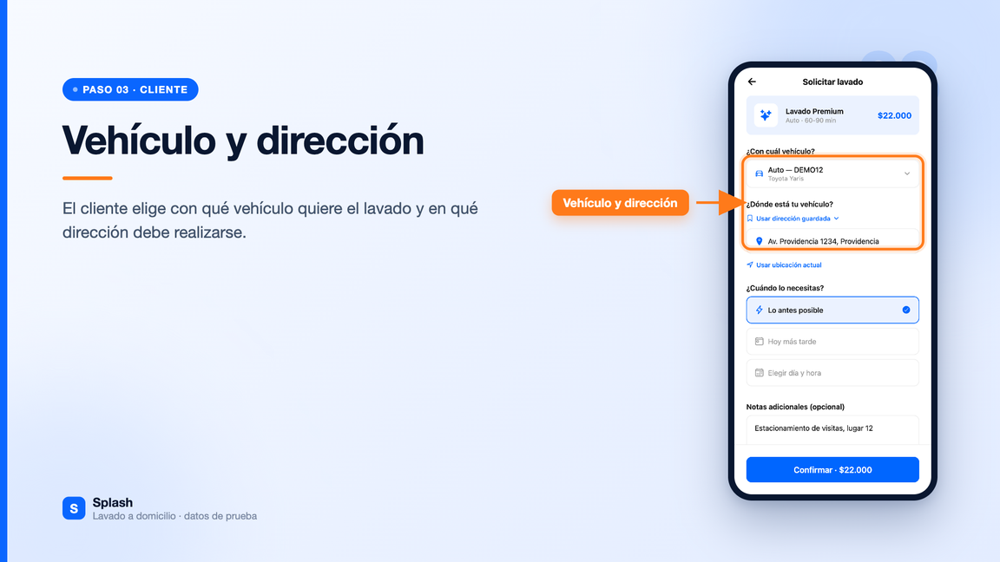 PASO 03 · CLIENTE
Vehículo y dirección
El cliente elige con qué vehículo quiere el lavado y en qué
dirección debe realizarse.
Vehículo y dirección
Solicitar lavado
Lavado Premium
Auto · 60-90 min
$22.000
¿Con cuál vehículo?
Auto — DEMO12
Toyota Yaris
¿Dónde está tu vehículo?
Usar dirección guardada
Av. Providencia 1234, Providencia
Usar ubicación actual
¿Cuándo lo necesitas?
Lo antes posible
Hoy más tarde
Elegir día y hora
Notas adicionales (opcional)
Estacionamiento de visitas, lugar 12
Confirmar · $22.000
S
Splash
Lavado a domicilio · datos de prueba